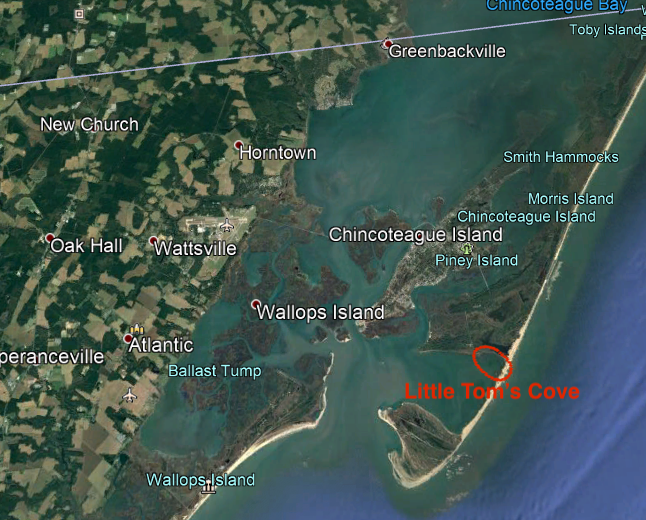 Chincoteague Bay
Toby Islands
Greenbackville
New Church
Horntown
Smith Hammocks
Morris Island
Chincoteague Island
Chincoteague Island
Oak Hall
Wattsville
Piney Island
Wallops Island
Atlantic
peranceville
Ballast Tump
Little Tom's Cove
Wallops Island